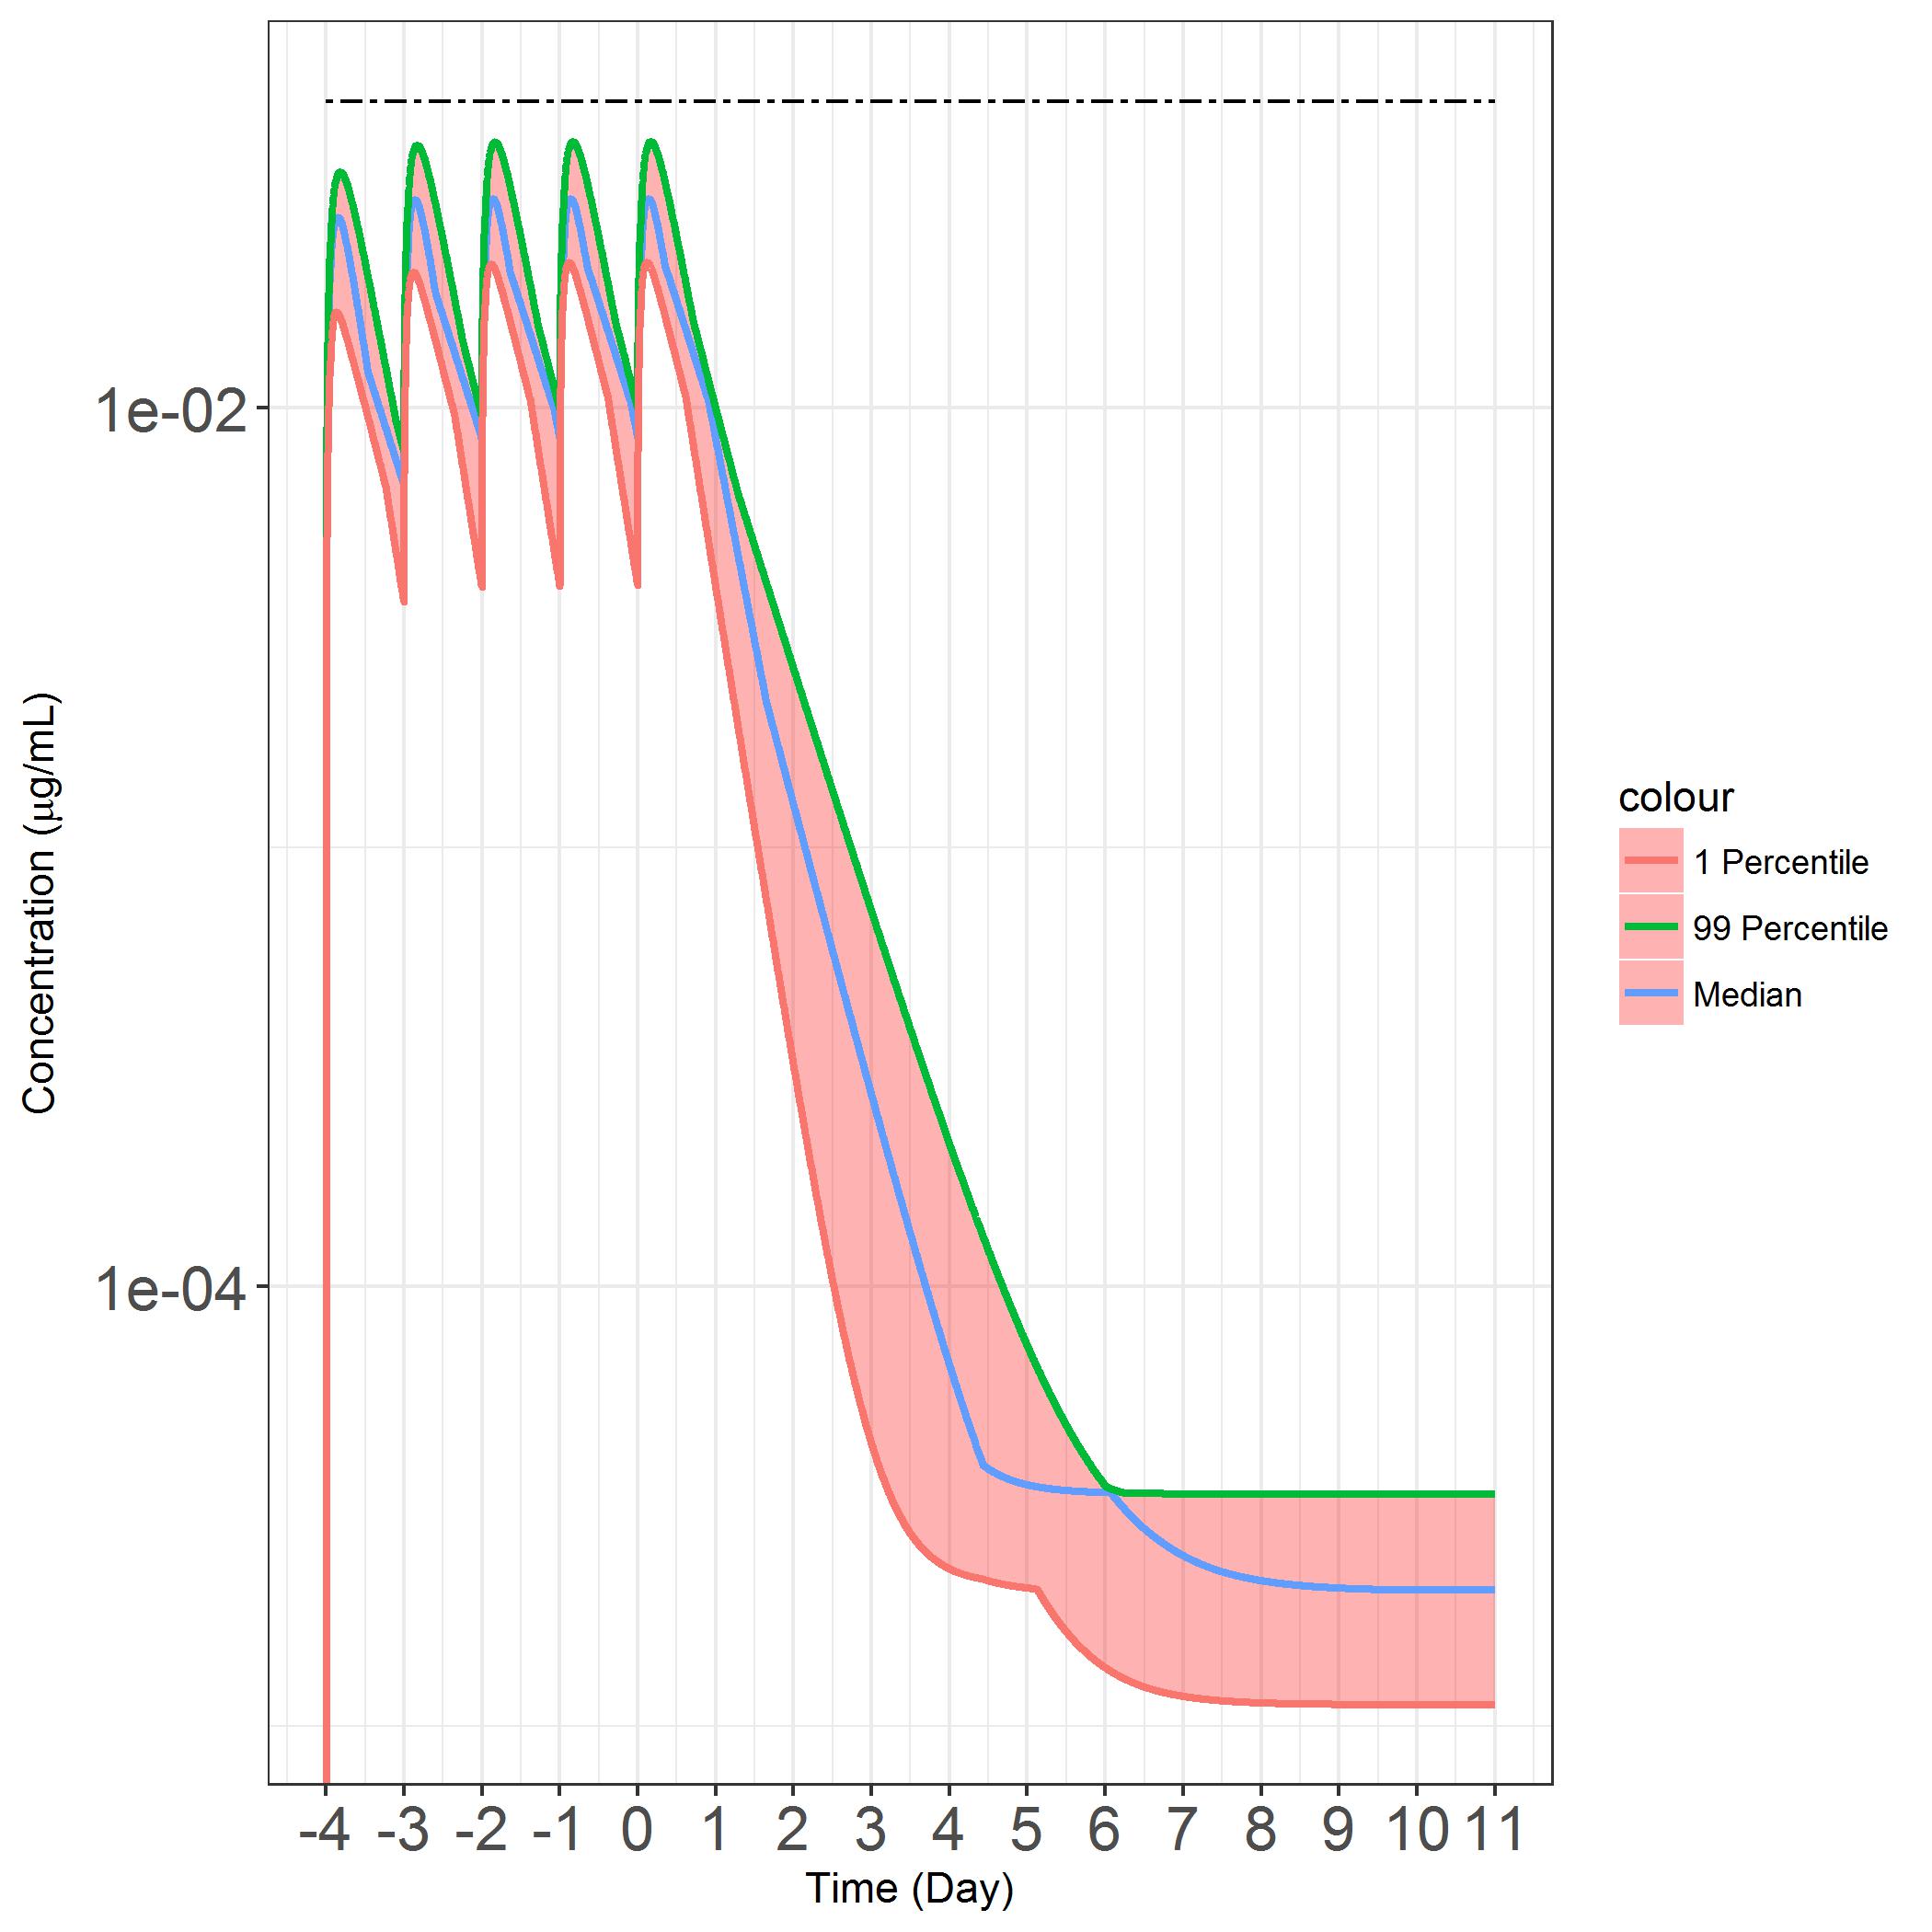 Concentration (μg/mL)
1e-02
1e-04
-4 -3 -2 -1 0 1 2 3 4 5 6 7 8 9 10 11
Time (Day)
colour
1 Percentile
99 Percentile
Median